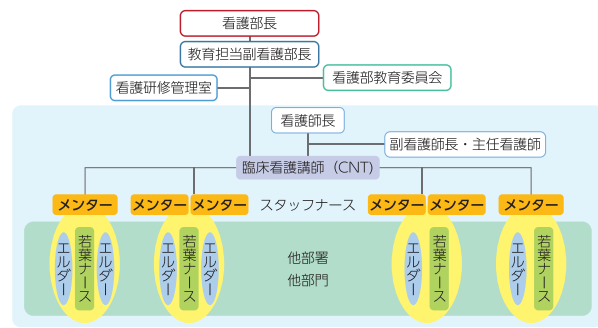 看護部長
教育担当副看護部長
看護部教育委員会
看護研修管理室
看護師長
副看護師長・主任看護師
臨床看護講師（CNT）
メンター
メンター
メンター
スタッフナース
メンター
メンター
メンター
エルダー
若葉ナース
エルダー
エルダー
若葉ナース
エルダー
他部署
他部門
エルダー
若葉ナース
エルダー
若葉ナース